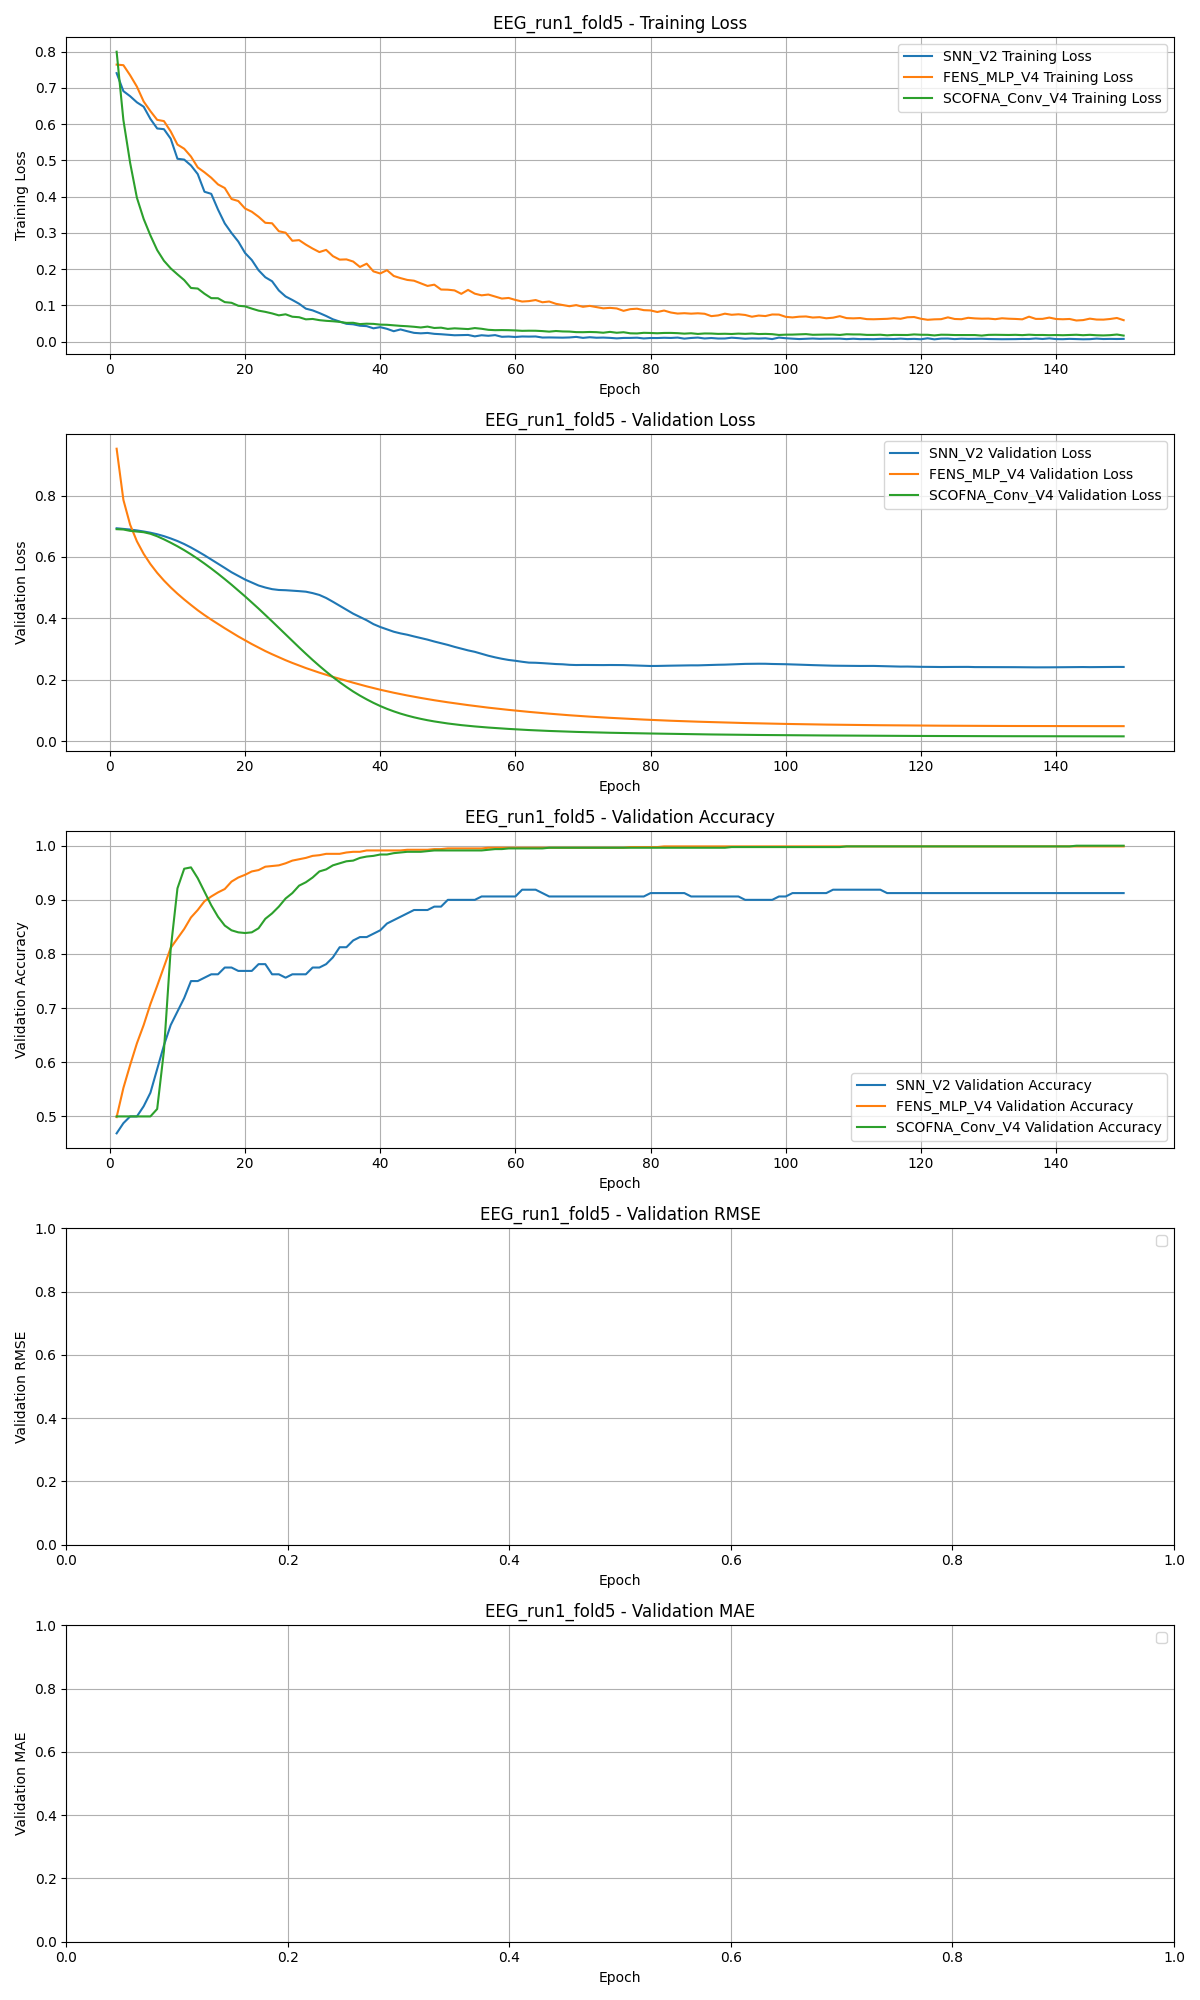 EEG_run1_fold5 - Training Loss
SNN_V2 Training Loss
FENS_MLP_V4 Training Loss
SCOFNA_Conv_V4 Training Loss
Training Loss
0.8
0.7
0.6
0.5
0.4
0.3
0.2
0.1
0.0
0 20 40 60 80 100 120 140
Epoch
EEG_run1_fold5 - Validation Loss
SNN_V2 Validation Loss
FENS_MLP_V4 Validation Loss
SCOFNA_Conv_V4 Validation Loss
Validation Loss
0.8
0.6
0.4
0.2
0.0
0 20 40 60 80 100 120 140
Epoch
EEG_run1_fold5 - Validation Accuracy
Validation Accuracy
1.0
0.9
0.8
0.7
0.6
0.5
SNN_V2 Validation Accuracy
FENS_MLP_V4 Validation Accuracy
SCOFNA_Conv_V4 Validation Accuracy
0 20 40 60 80 100 120 140
Epoch
EEG_run1_fold5 - Validation RMSE
Validation RMSE
1.0
0.8
0.6
0.4
0.2
0.0
0.0 0.2 0.4 0.6 0.8 1.0
Epoch
EEG_run1_fold5 - Validation MAE
Validation MAE
1.0
0.8
0.6
0.4
0.2
0.0
0.0 0.2 0.4 0.6 0.8 1.0
Epoch